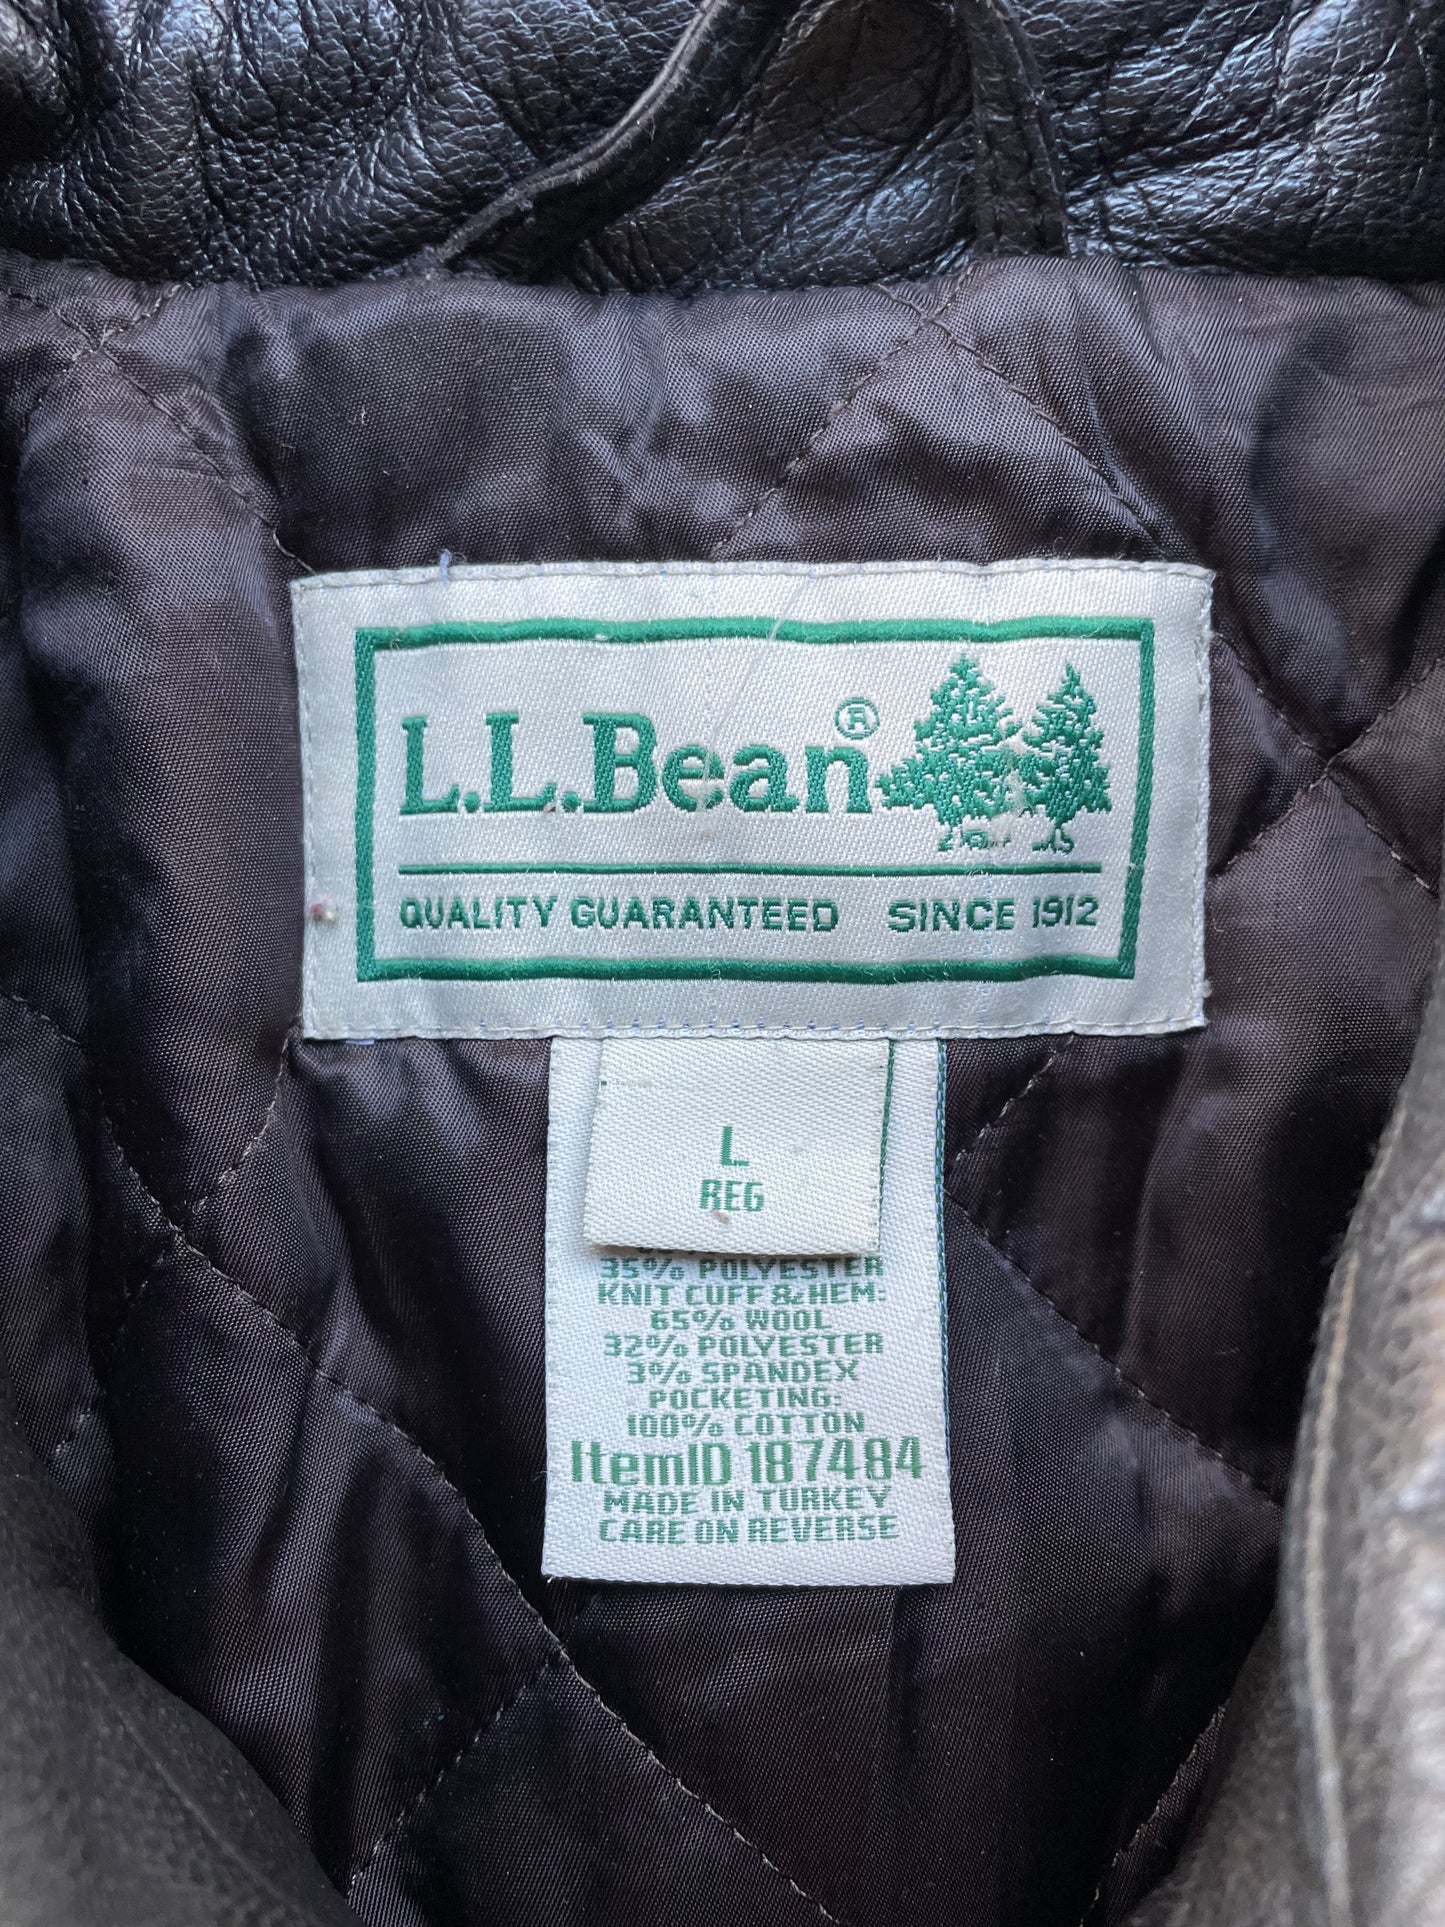 L.L.Bean®
QUALITY GUARANTEED SINCE 1912
L
REG
35% POLYESTER
KNIT CUFF & HEM:
65% WOOL
32% POLYESTER
3% SPANDEX
POCKETING:
100% COTTON
ItemID 187484
MADE IN TURKEY
CARE ON REVERSE